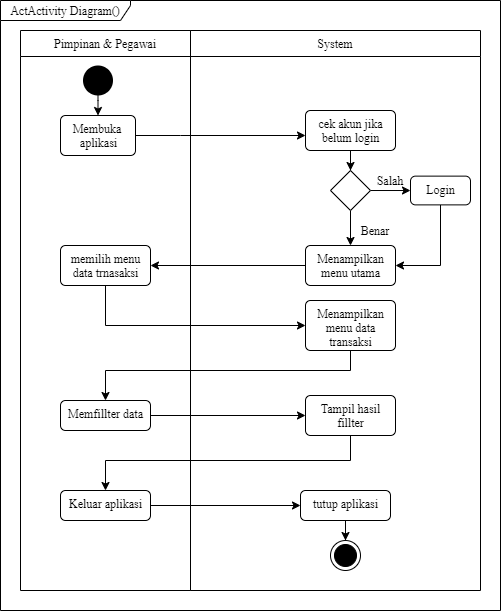 ActActivity Diagram()
Pimpinan & Pegawai
System
Membuka
aplikasi
cek akun jika
belum login
Salah
Login
Benar
memilih menu
data trnasaksi
Menampilkan
menu utama
Menampilkan
menu data
transaksi
Memfillter data
Tampil hasil
fillter
Keluar aplikasi
tutup aplikasi